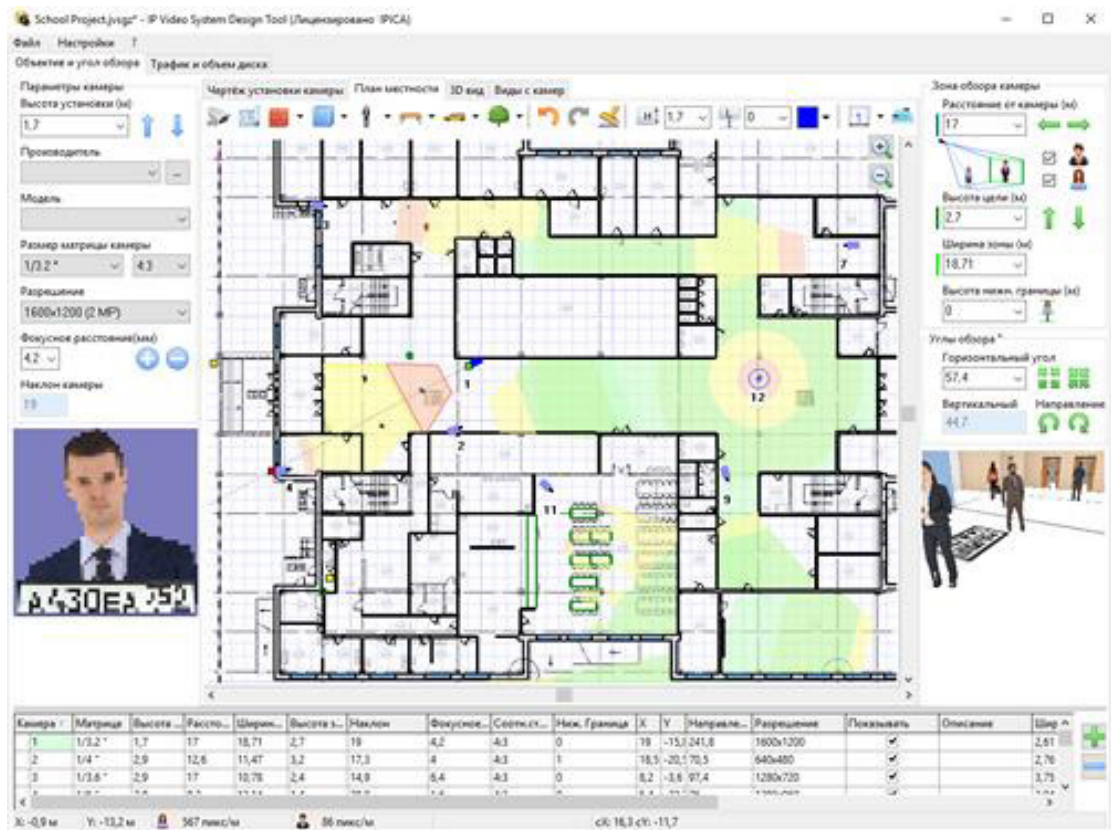 School Project.jvsgz* - IP Video System Design Tool (Лицензировано IPICA)
Файл Настройки ?
Объектив и угол обзора Трафик и объем диска
Параметры камеры
Высота установки (м)
1,7
Производитель
...
Модель
Размер матрицы камеры
1/3.2 " 4:3
Разрешение
1600x1200 (2 MP)
Фокусное расстояние(мм)
4,2
Наклон камеры
19
Чертёж установки камеры План местности 3D вид Виды с камер
1,7 0
7
1
12
2
4
9
11
Зона обзора камеры
Расстояние от камеры (м)
17
Высота цели (м)
2,7
Ширина зоны (м)
18,71
Высота нижн. границы (м)
0
Углы обзора °
Горизонтальный угол
57,4
Вертикальный Направление
44,7
Камера Матрица Высота ... Рассто... Ширин... Высота з... Наклон Фокусное... Соотн.ст... Ниж. Граница X Y Направле... Разрешение Показывать Описание Шир
1 1/3.2 " 1,7 17 18,71 2,7 19 4,2 4:3 0 19 241,8 1600x1200 2,61
2 1/4 " 2,9 12,6 11,47 3,2 17,3 4 4:3 1 18,5 70,5 640x480 2,76
3 1/3.6 " 2,9 17 10,78 2,4 14,9 6,4 4:3 0 8,2 -3,6 97,4 1280x720 3,75
X: -0,9 м Y: -13,2 м 567 пикс/м 86 пикс/м cX: 16,3 cY: -11,7